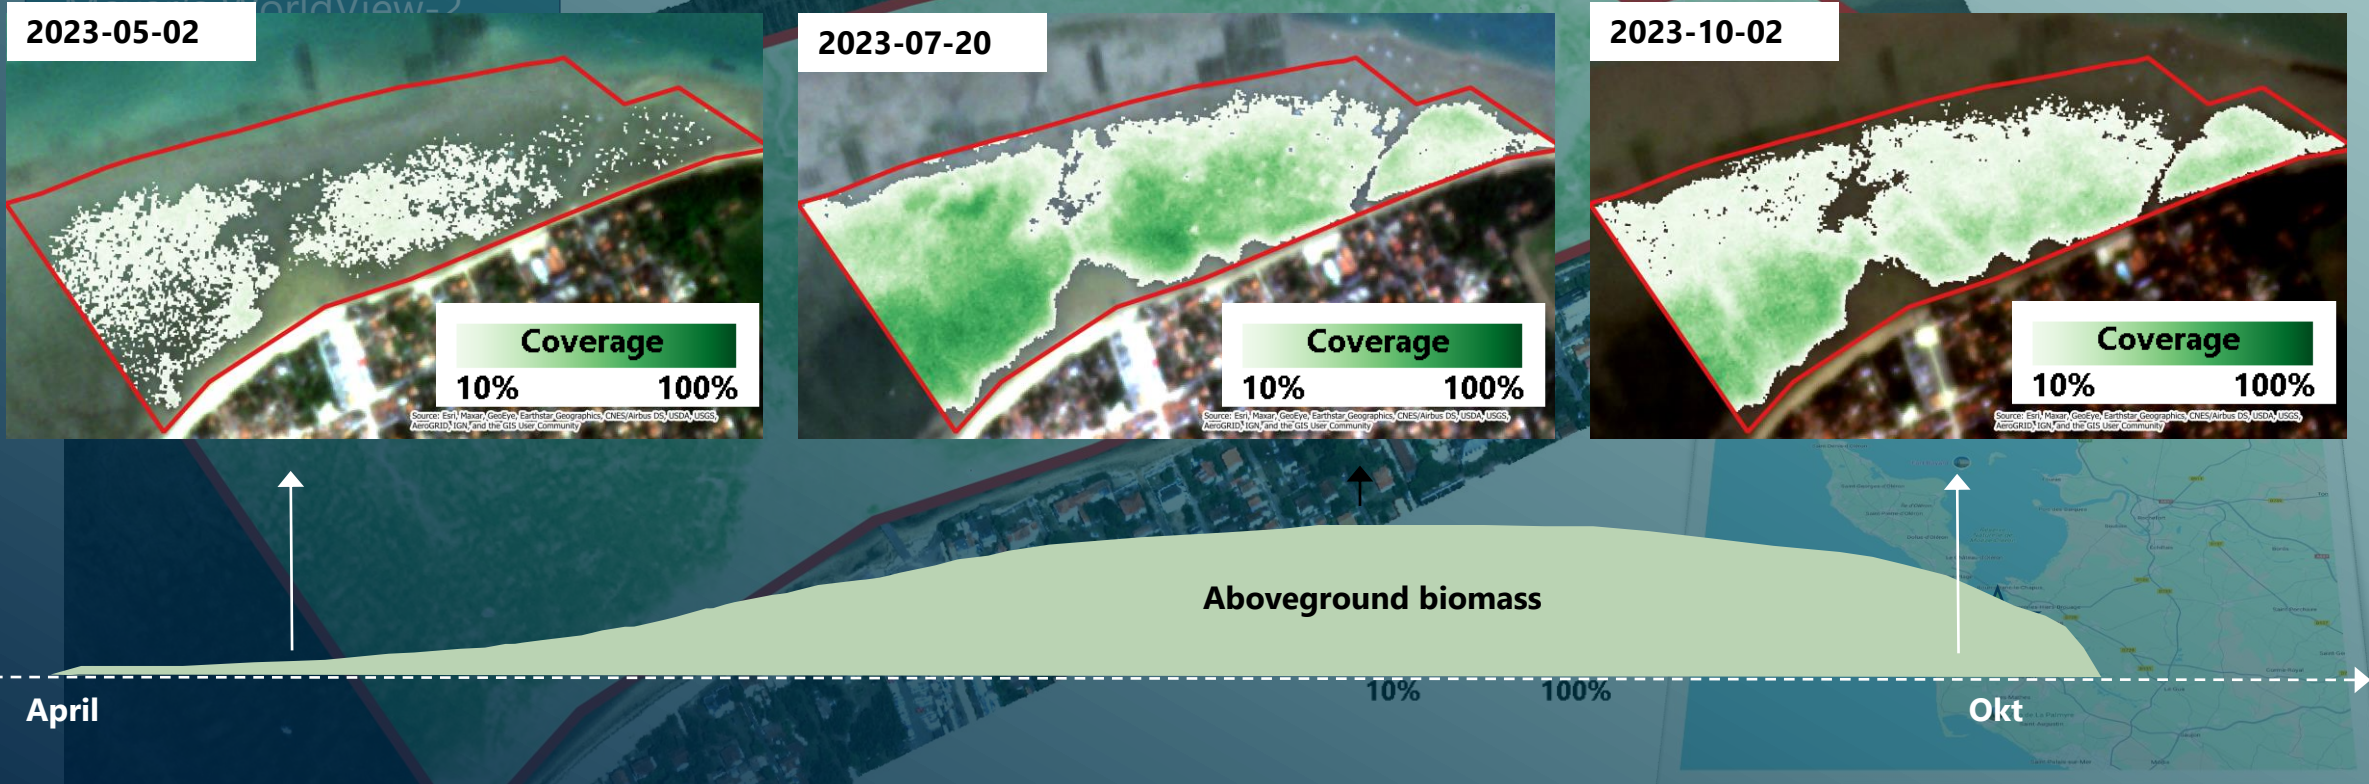 WorldView-2
2023-05-02
2023-07-20
2023-10-02
Coverage
10% 100%
Source: Esri, Maxar, GeoEye, Earthstar Geographics, CNES/Airbus DS, USDA, USGS,
AeroGRID, IGN, and the GIS User Community
Coverage
10% 100%
Source: Esri, Maxar, GeoEye, Earthstar Geographics, CNES/Airbus DS, USDA, USGS,
AeroGRID, IGN, and the GIS User Community
Coverage
10% 100%
Source: Esri, Maxar, GeoEye, Earthstar Geographics, CNES/Airbus DS, USDA, USGS,
AeroGRID, IGN, and the GIS User Community
Aboveground biomass
10% 100%
April
Okt